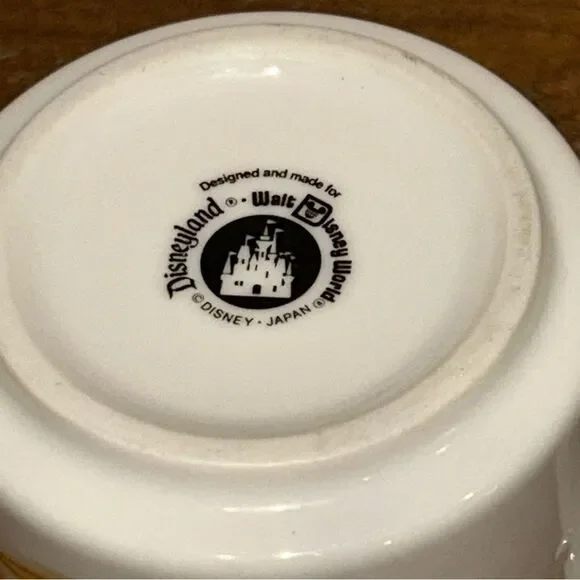 Designed and made for
Disneyland ® · Walt Disney World ®
© DISNEY · JAPAN